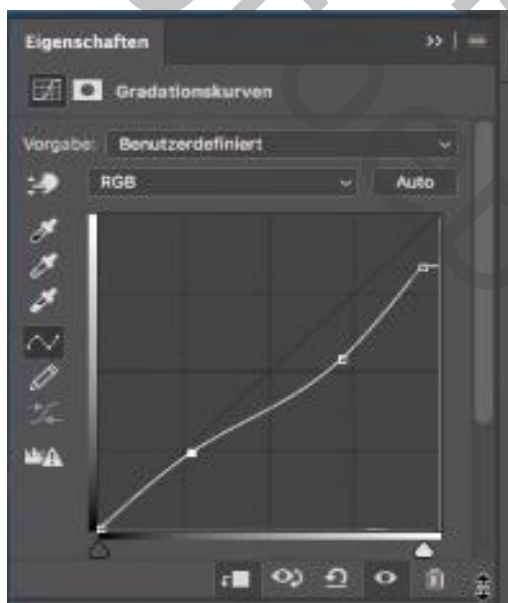 Eigenschaften
Gradationskurven
Vorgabe: Benutzerdefiniert
RGB Auto